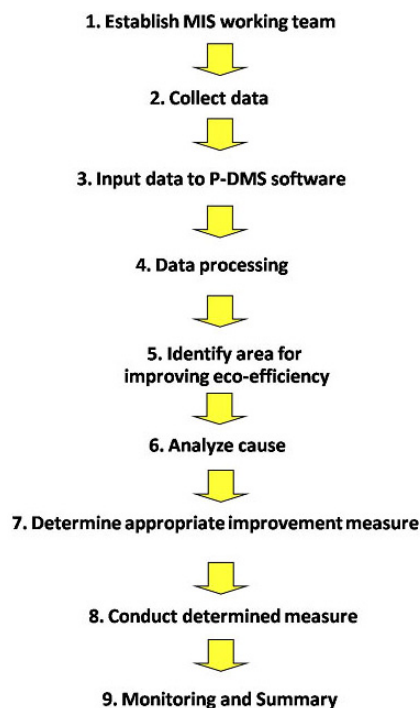 1. Establish MIS working team
2. Collect data
3. Input data to P-DMS software
4. Data processing
5. Identify area for
improving eco-efficiency
6. Analyze cause
7. Determine appropriate improvement measure
8. Conduct determined measure
9. Monitoring and Summary